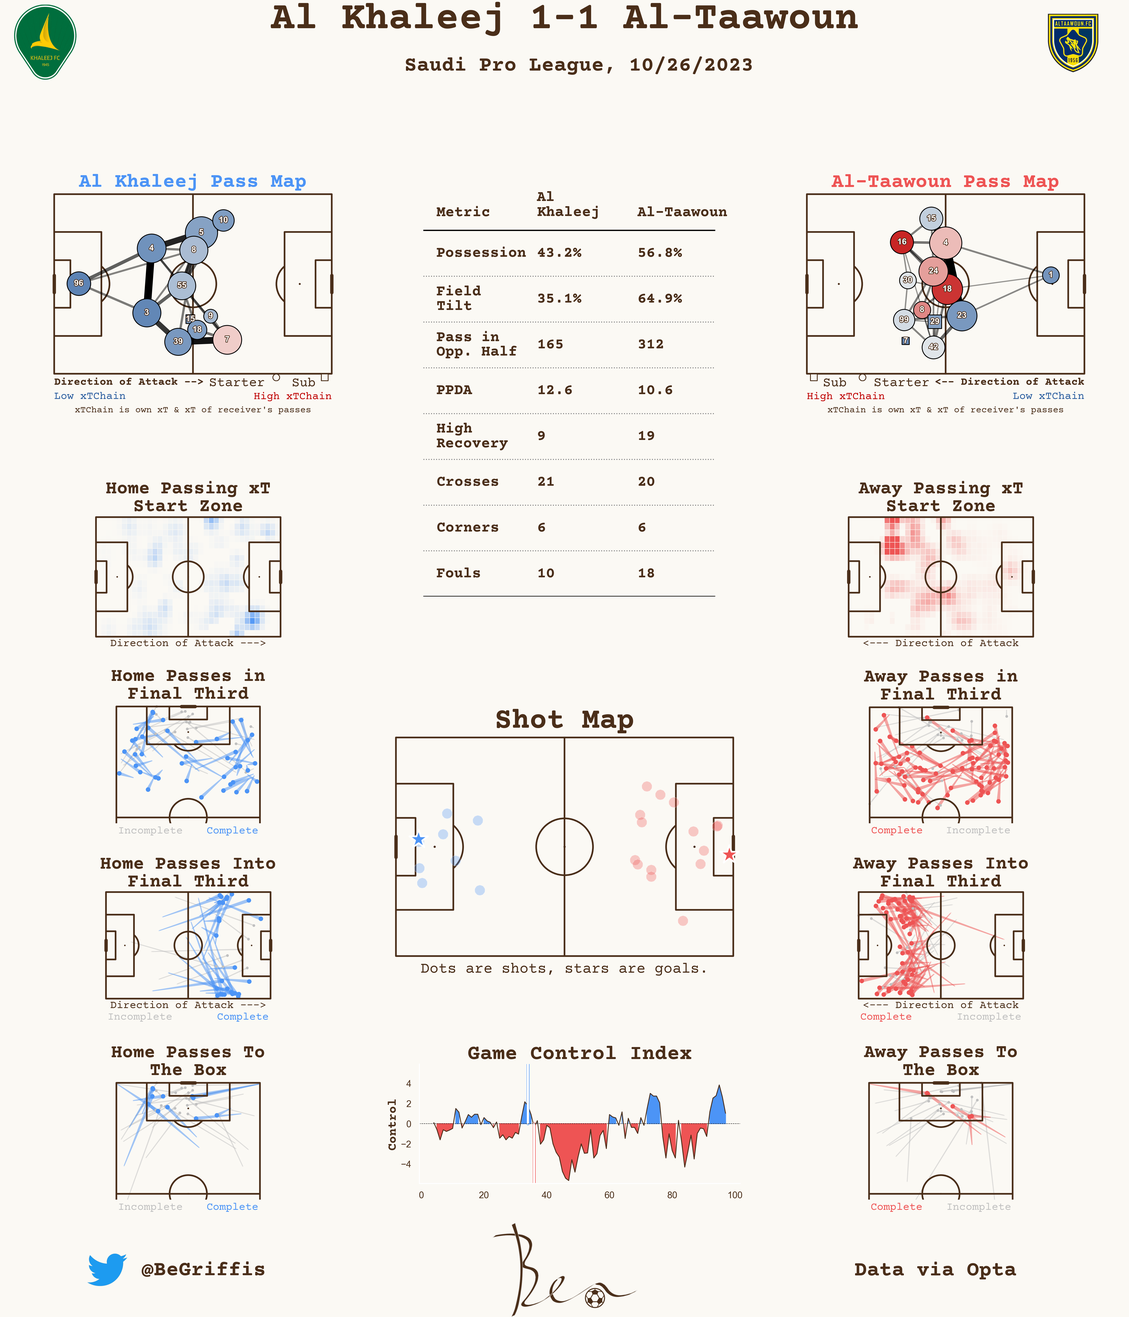 Al Khaleej 1-1 Al-Taawoun
Saudi Pro League, 10/26/2023
KHALEEJ FC
1945
ALTAAWOUN FC
1956
Al Khaleej Pass Map
10
5
4
8
96
55
3
15
9
18
39
7
Direction of Attack --> Starter Sub
Low xTChain High xTChain
xTChain is own xT & xT of receiver's passes
Metric Al Khaleej Al-Taawoun
Possession 43.2% 56.8%
Field Tilt 35.1% 64.9%
Pass in Opp. Half 165 312
PPDA 12.6 10.6
High Recovery 9 19
Crosses 21 20
Corners 6 6
Fouls 10 18
Al-Taawoun Pass Map
15
16
4
24
30
1
18
8
99
29
23
7
42
Sub Starter <-- Direction of Attack
High xTChain Low xTChain
xTChain is own xT & xT of receiver's passes
Home Passing xT
Start Zone
Direction of Attack --->
Away Passing xT
Start Zone
<--- Direction of Attack
Home Passes in
Final Third
Incomplete Complete
Shot Map
Dots are shots, stars are goals.
Away Passes in
Final Third
Complete Incomplete
Home Passes Into
Final Third
Direction of Attack --->
Incomplete Complete
Away Passes Into
Final Third
<--- Direction of Attack
Complete Incomplete
Home Passes To
The Box
Incomplete Complete
Game Control Index
Control
4
2
0
−2
−4
0 20 40 60 80 100
Away Passes To
The Box
Complete Incomplete
@BeGriffis
Ben
Data via Opta